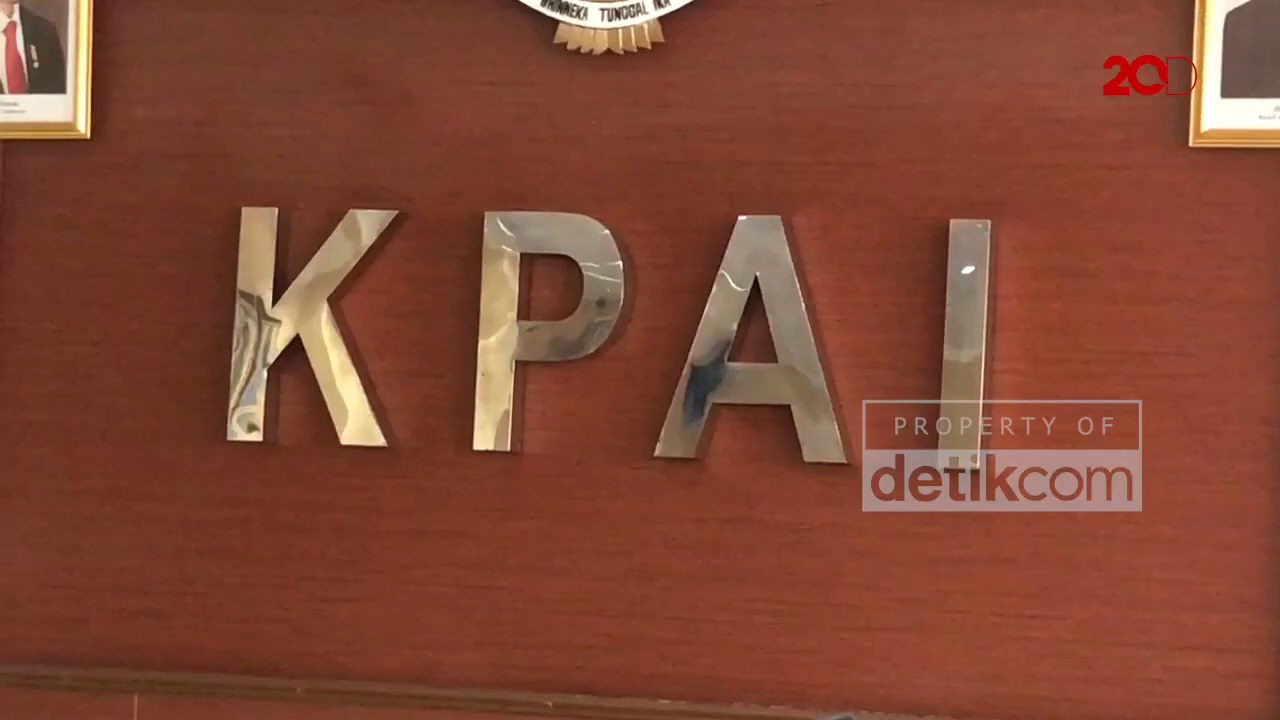 BHINNEKA TUNGGAL IKA
20D
KPAI
PROPERTY OF
detikcom